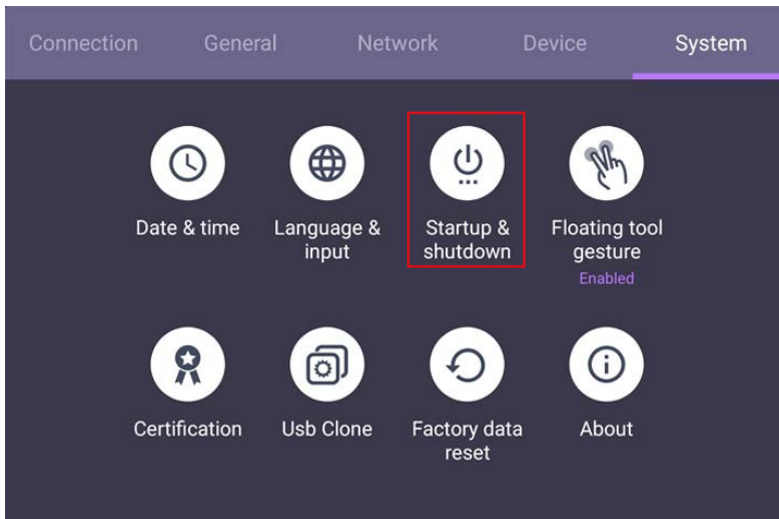 Connection General Network Device System
Date & time
Language &
input
Startup &
shutdown
Floating tool
gesture
Enabled
Certification
Usb Clone
Factory data
reset
About